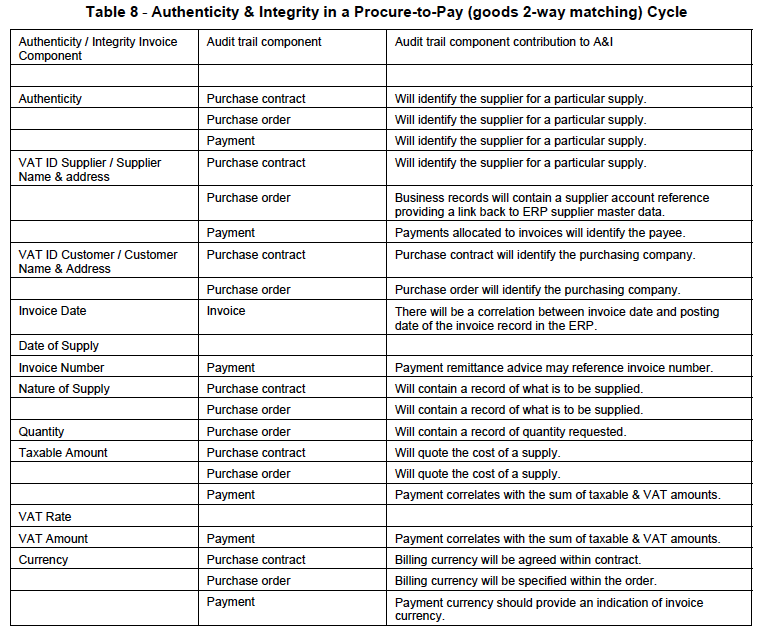 Table 8 - Authenticity & Integrity in a Procure-to-Pay (goods 2-way matching) Cycle
Authenticity / Integrity Invoice Component Audit trail component Audit trail component contribution to A&I
Authenticity Purchase contract Will identify the supplier for a particular supply.
Purchase order Will identify the supplier for a particular supply.
Payment Will identify the supplier for a particular supply.
VAT ID Supplier / Supplier Name & address Purchase contract Will identify the supplier for a particular supply.
Purchase order Business records will contain a supplier account reference providing a link back to ERP supplier master data.
Payment Payments allocated to invoices will identify the payee.
VAT ID Customer / Customer Name & Address Purchase contract Purchase contract will identify the purchasing company.
Purchase order Purchase order will identify the purchasing company.
Invoice Date Invoice There will be a correlation between invoice date and posting date of the invoice record in the ERP.
Date of Supply
Invoice Number Payment Payment remittance advice may reference invoice number.
Nature of Supply Purchase contract Will contain a record of what is to be supplied.
Purchase order Will contain a record of what is to be supplied.
Quantity Purchase order Will contain a record of quantity requested.
Taxable Amount Purchase contract Will quote the cost of a supply.
Purchase order Will quote the cost of a supply.
Payment Payment correlates with the sum of taxable & VAT amounts.
VAT Rate
VAT Amount Payment Payment correlates with the sum of taxable & VAT amounts.
Currency Purchase contract Billing currency will be agreed within contract.
Purchase order Billing currency will be specified within the order.
Payment Payment currency should provide an indication of invoice currency.